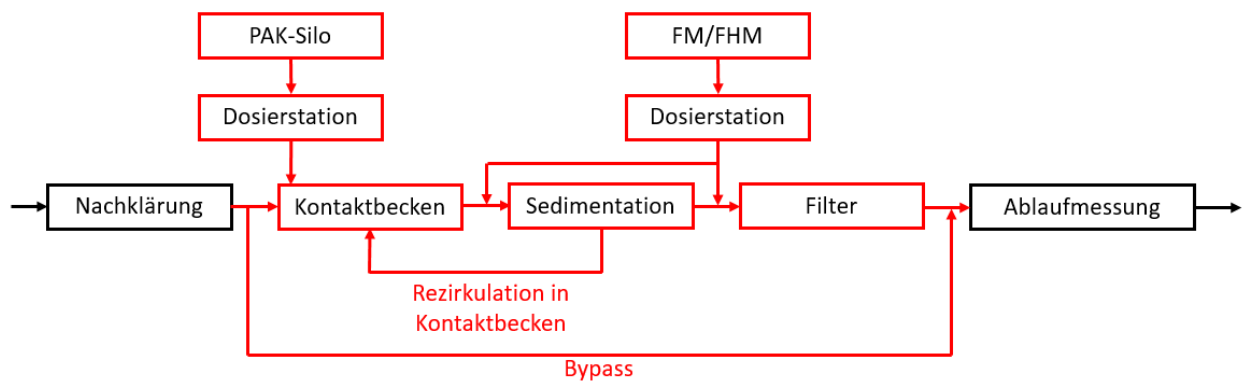 PAK-Silo
FM/FHM
Dosierstation
Dosierstation
Nachklärung
Kontaktbecken
Sedimentation
Filter
Ablaufmessung
Rezirkulation in
Kontaktbecken
Bypass